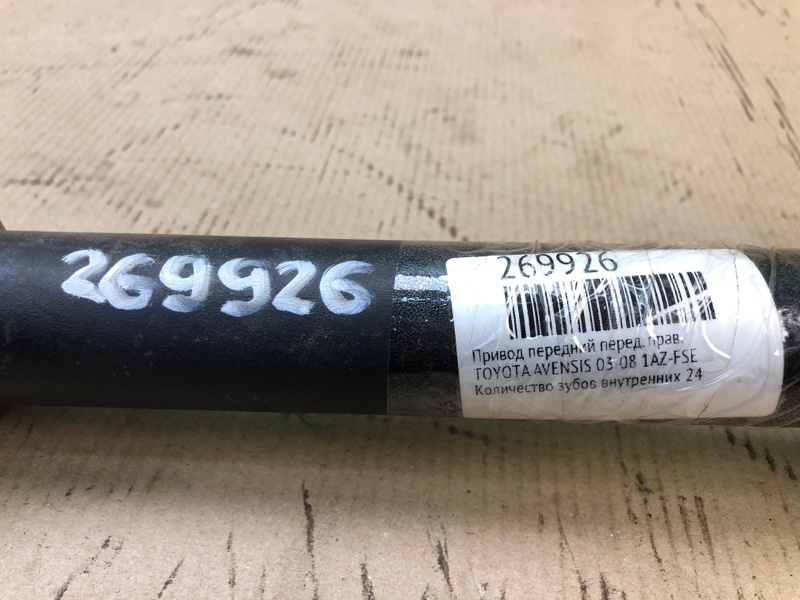 269926
269926
Привод передний перед. прав.
TOYOTA AVENSIS 03-08 1AZ-FSE
Количество зубов внутренних 24